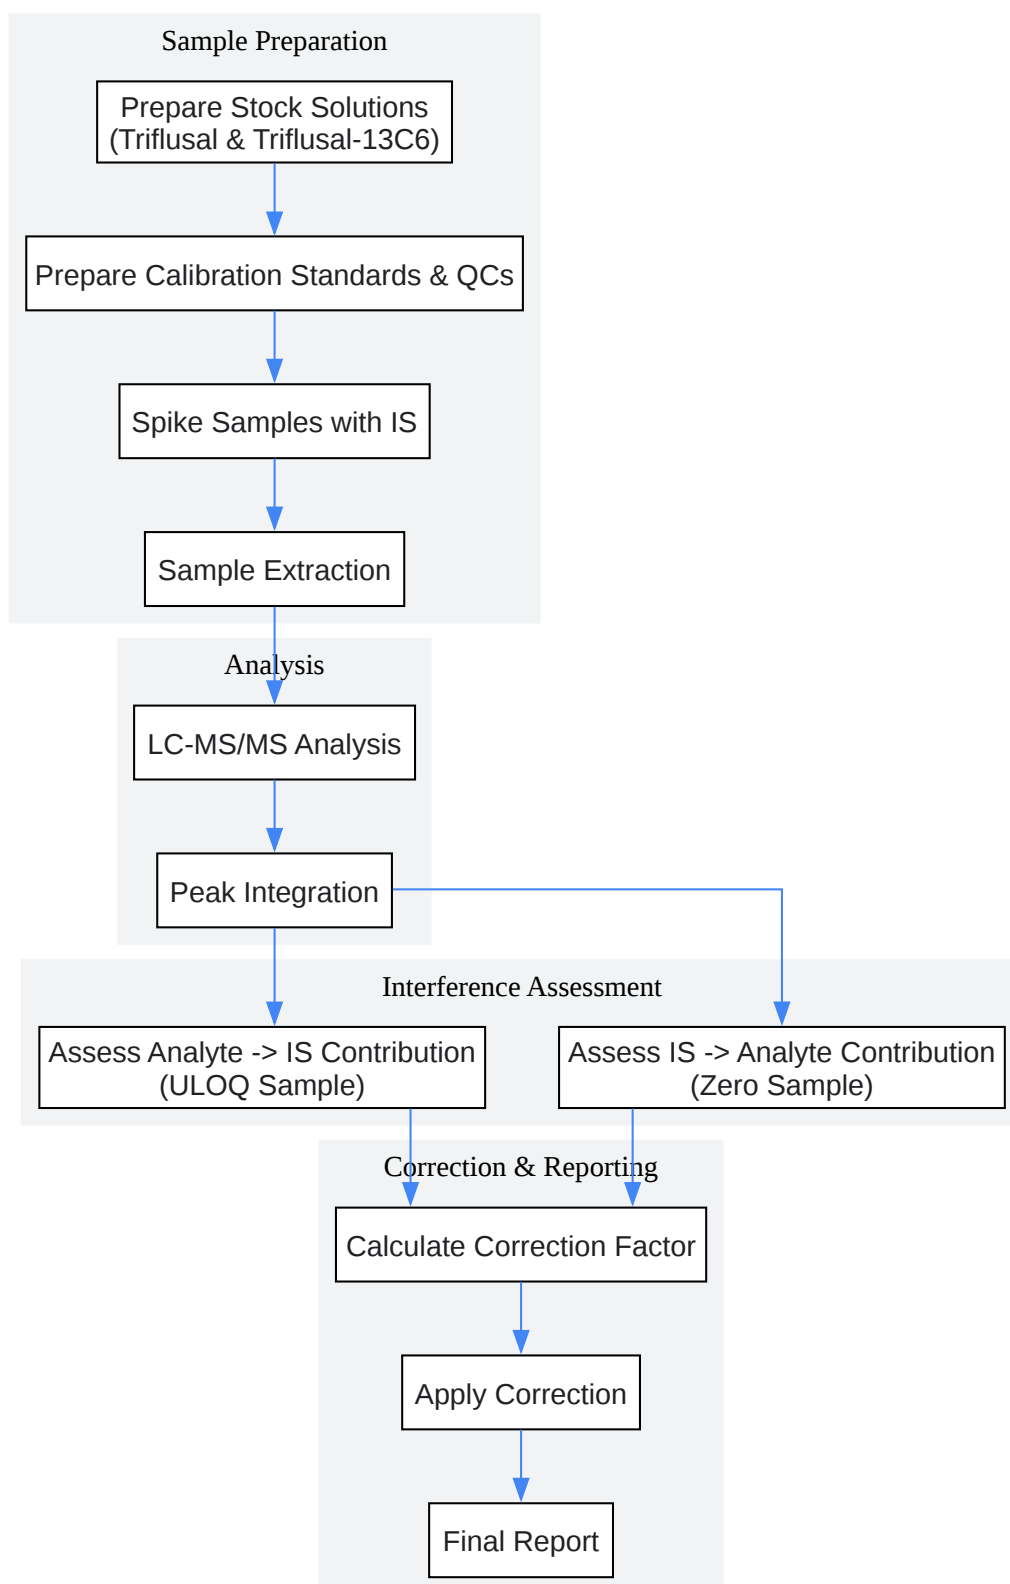 Sample Preparation
Prepare Stock Solutions
(Triflusal & Triflusal-13C6)
Prepare Calibration Standards & QCs
Spike Samples with IS
Sample Extraction
Analysis
LC-MS/MS Analysis
Peak Integration
Interference Assessment
Assess Analyte -> IS Contribution
(ULOQ Sample)
Assess IS -> Analyte Contribution
(Zero Sample)
Correction & Reporting
Calculate Correction Factor
Apply Correction
Final Report